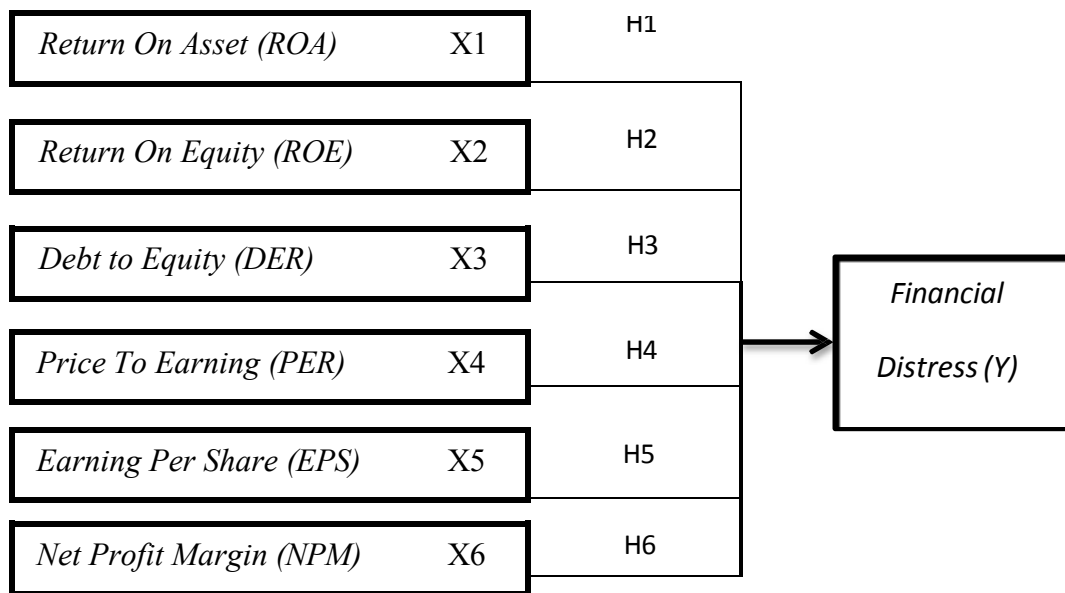 H1
Return On Asset (ROA) X1
H2
Return On Equity (ROE) X2
H3
Debt to Equity (DER) X3
Financial
H4
Price To Earning (PER) X4
Distress (Y)
H5
Earning Per Share (EPS) X5
H6
Net Profit Margin (NPM) X6